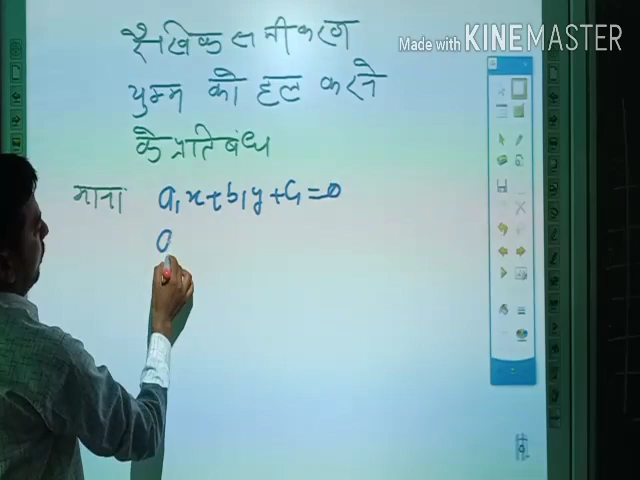 Made with KINEMASTER
रैखिक समीकरण
युग्म को हल करने
के प्रतिबंध
माना a₁x+b₁y+c₁=0
a